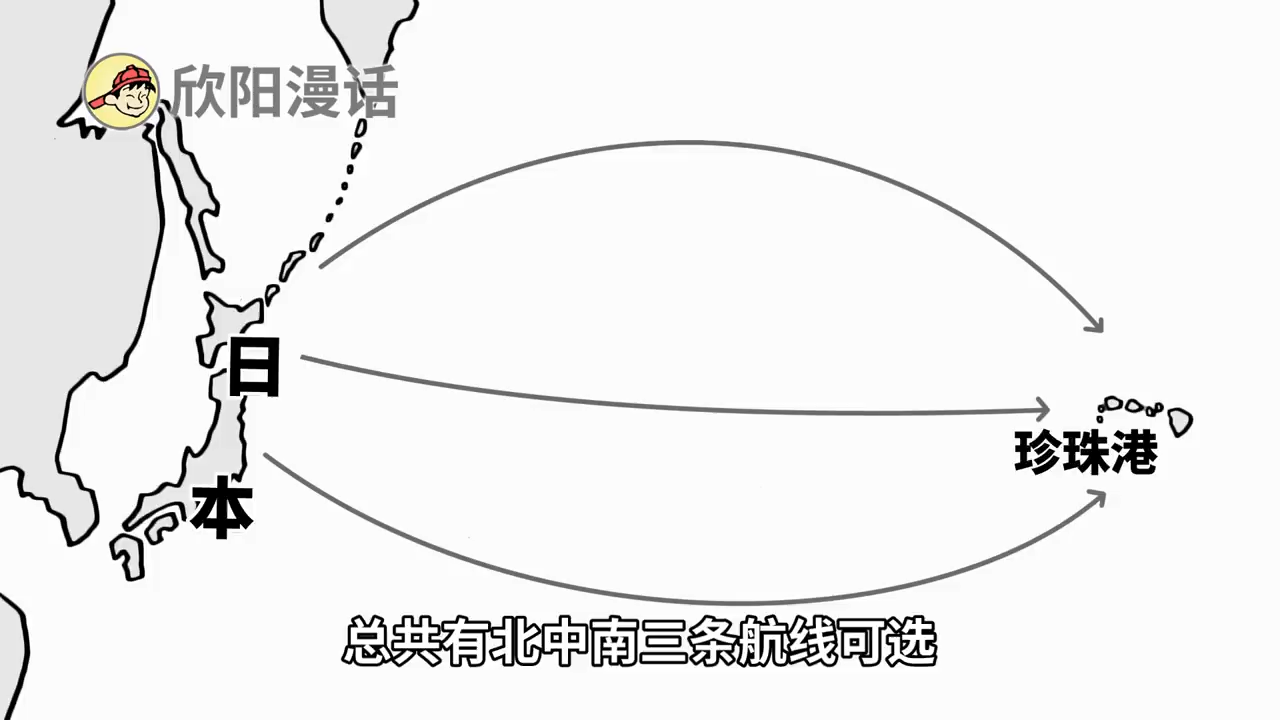 欣阳漫话
日
本
珍珠港
总共有北中南三条航线可选